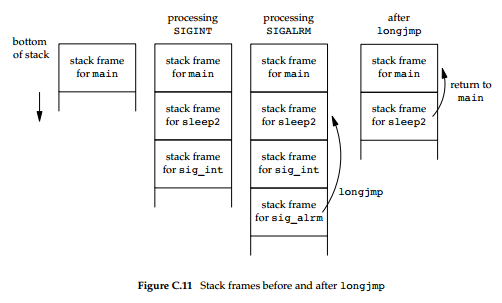 processing
SIGINT
processing
SIGALRM
after
longjmp
bottom
of stack
stack frame
for main
stack frame
for main
stack frame
for sleep2
stack frame
for sig_int
stack frame
for main
stack frame
for sleep2
stack frame
for sig_int
stack frame
for sig_alrm
longjmp
stack frame
for main
stack frame
for sleep2
return to
main
Figure C.11 Stack frames before and after longjmp